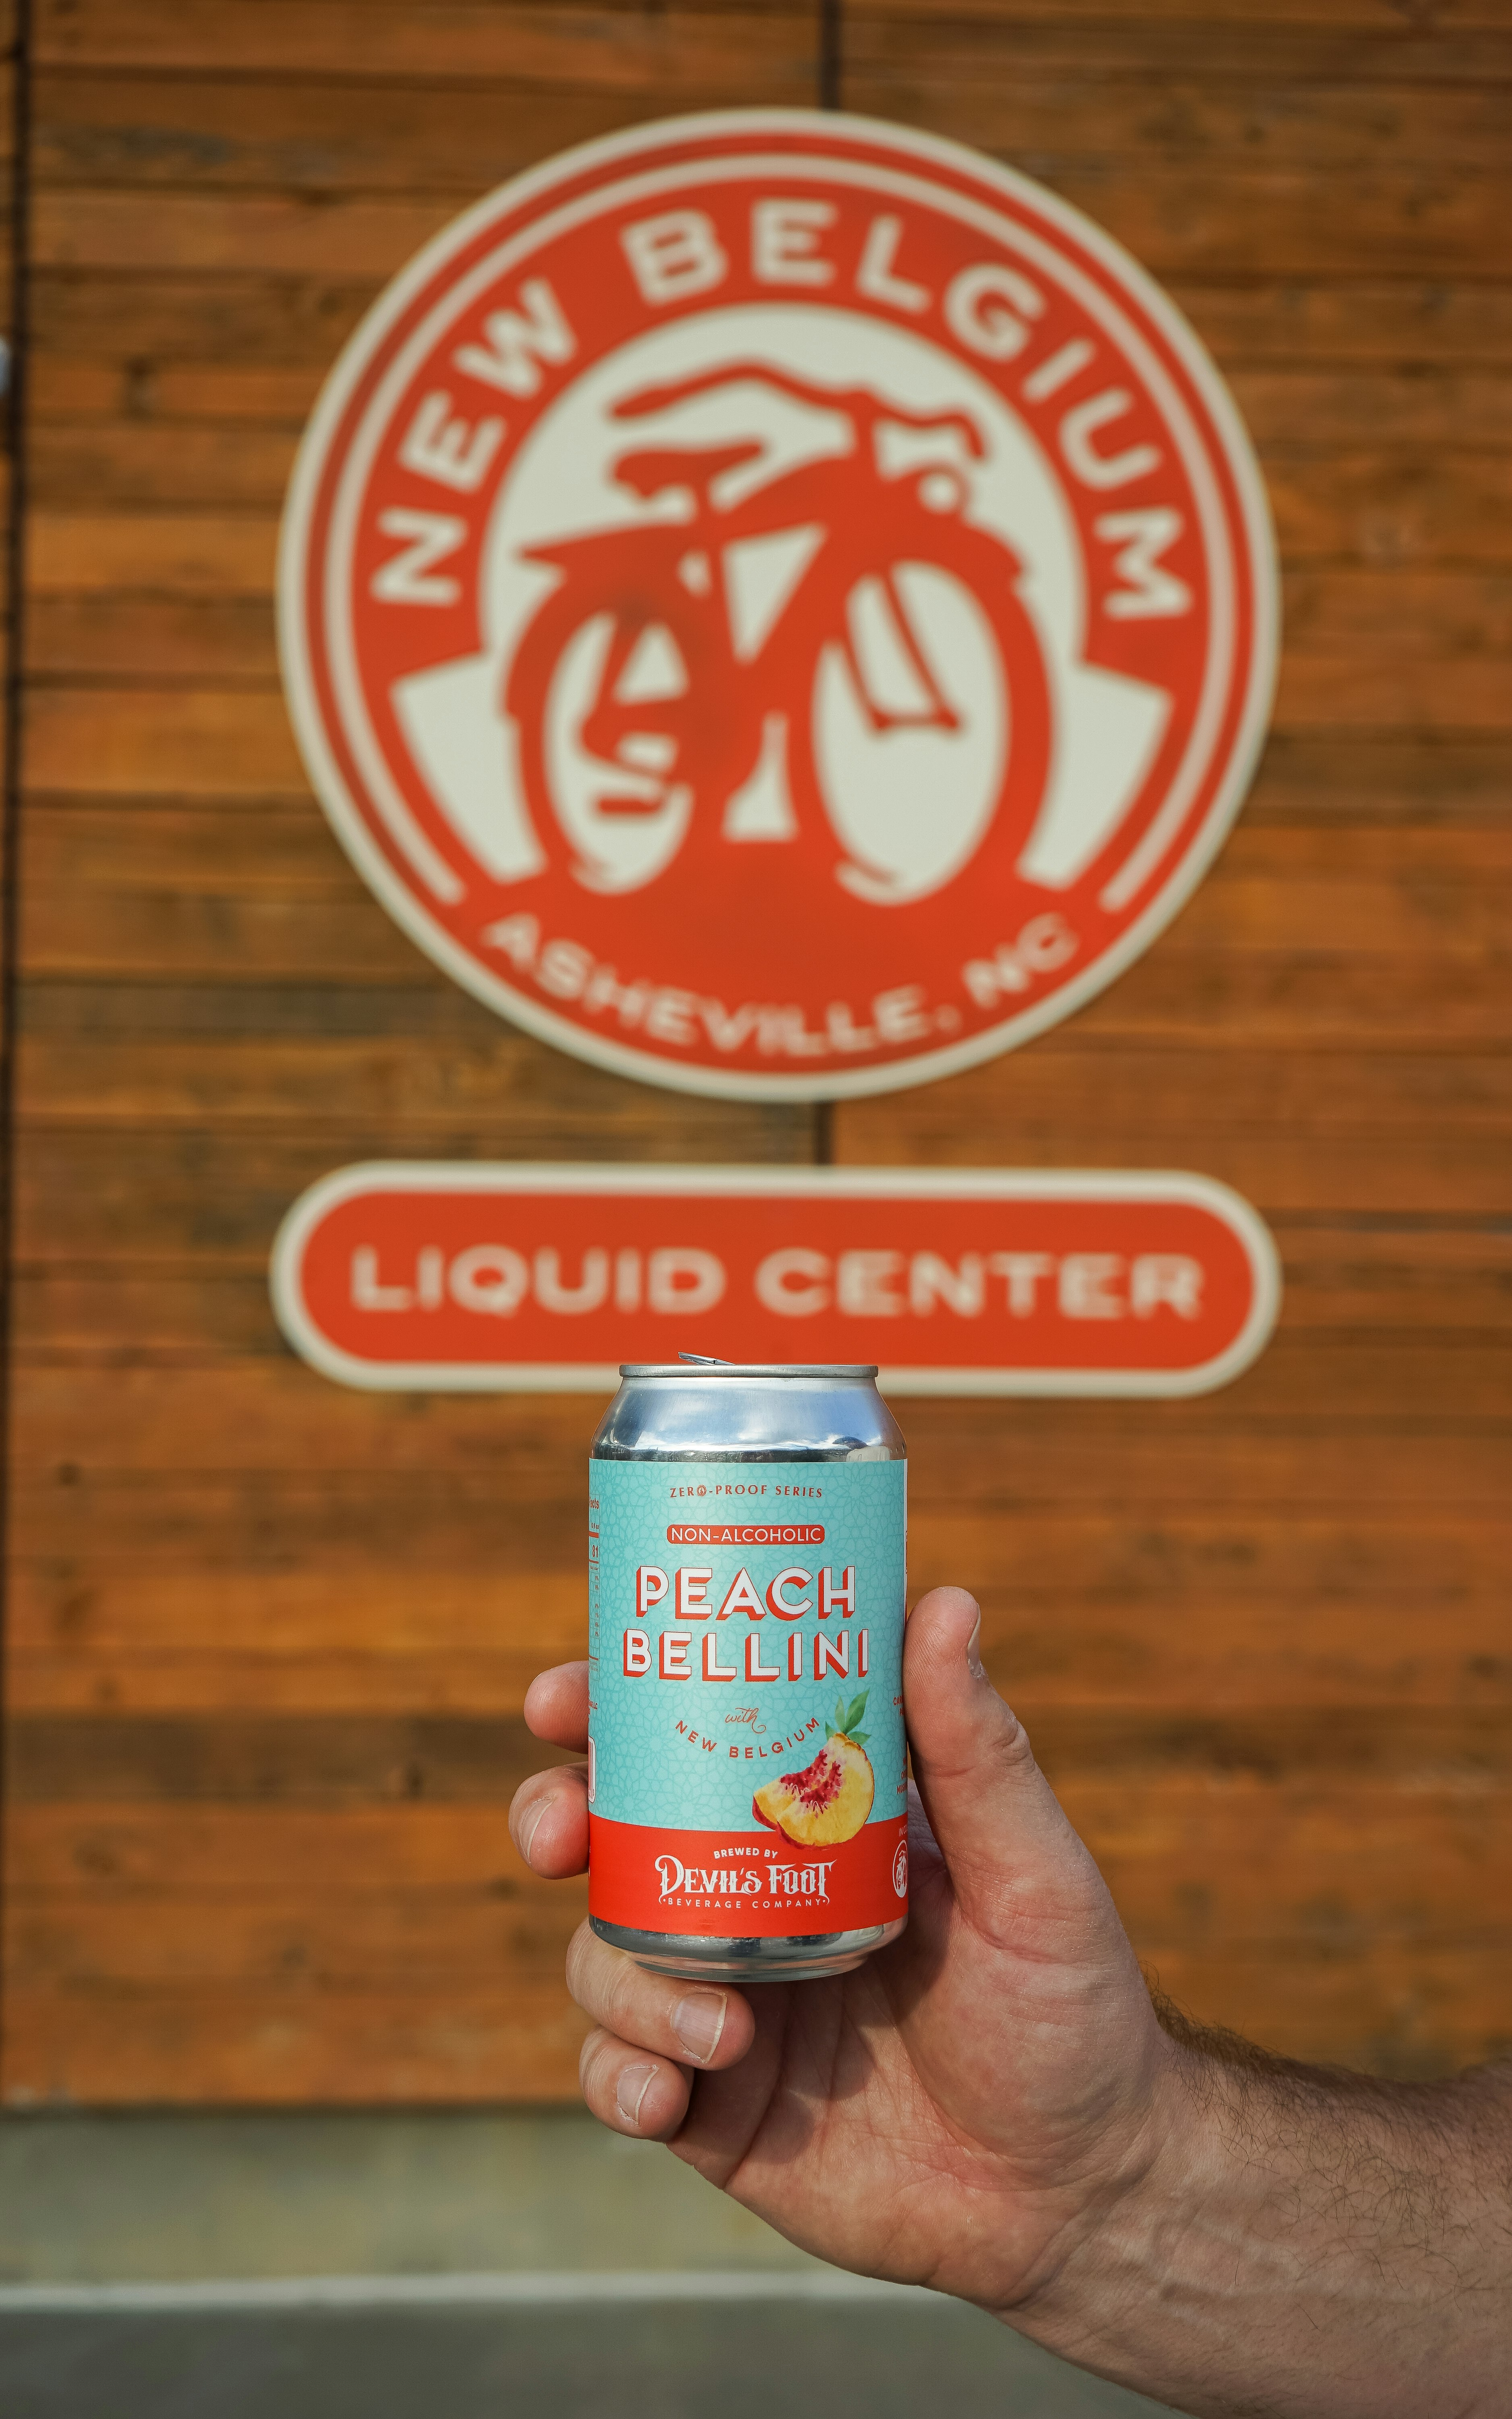 NEW BELGIUM
ASHEVILLE, NC
LIQUID CENTER
ZERO-PROOF SERIES
NON-ALCOHOLIC
PEACH
BELLINI
with
NEW BELGIUM
BREWED BY
DEVIL'S FOOT
BEVERAGE COMPANY